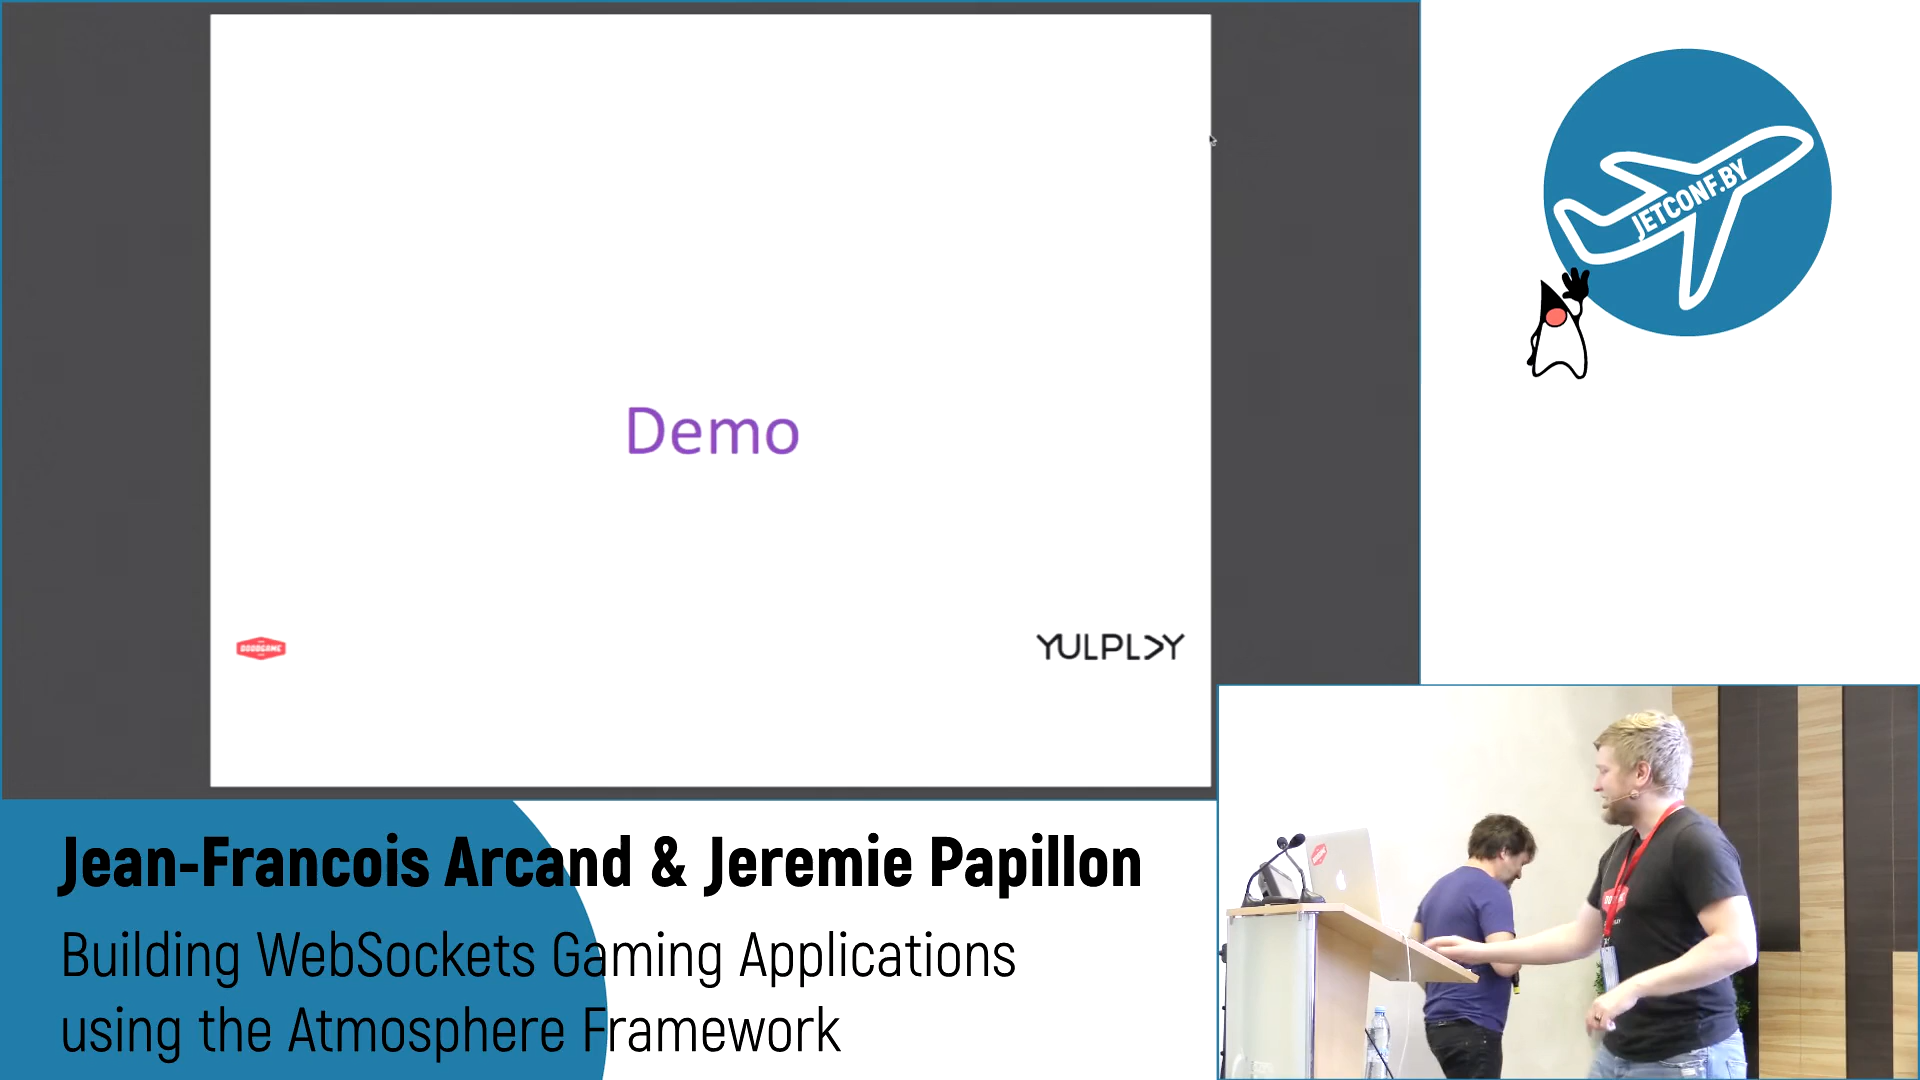 Demo
YULPLAY
JETCONF.BY
Jean-Francois Arcand & Jeremie Papillon
Building WebSockets Gaming Applications
using the Atmosphere Framework